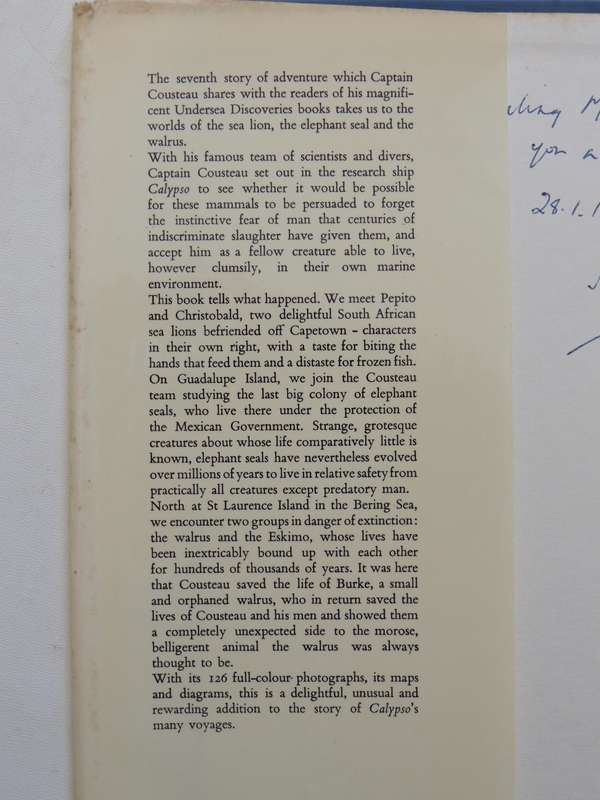 The seventh story of adventure which Captain
Cousteau shares with the readers of his magnifi-
cent Undersea Discoveries books takes us to the
worlds of the sea lion, the elephant seal and the
walrus.
With his famous team of scientists and divers,
Captain Cousteau set out in the research ship
Calypso to see whether it would be possible
for these mammals to be persuaded to forget
the instinctive fear of man that centuries of
indiscriminate slaughter have given them, and
accept him as a fellow creature able to live,
however clumsily, in their own marine
environment.
This book tells what happened. We meet Pepito
and Christobald, two delightful South African
sea lions befriended off Capetown – characters
in their own right, with a taste for biting the
hands that feed them and a distaste for frozen fish.
On Guadalupe Island, we join the Cousteau
team studying the last big colony of elephant
seals, who live there under the protection of
the Mexican Government. Strange, grotesque
creatures about whose life comparatively little is
known, elephant seals have nevertheless evolved
over millions of years to live in relative safety from
practically all creatures except predatory man.
North at St Laurence Island in the Bering Sea,
we encounter two groups in danger of extinction:
the walrus and the Eskimo, whose lives have
been inextricably bound up with each other
for hundreds of thousands of years. It was here
that Cousteau saved the life of Burke, a small
and orphaned walrus, who in return saved the
lives of Cousteau and his men and showed them
a completely unexpected side to the morose,
belligerent animal the walrus was always
thought to be.
With its 126 full-colour photographs, its maps
and diagrams, this is a delightful, unusual and
rewarding addition to the story of Calypso's
many voyages.
you a
28.1.1